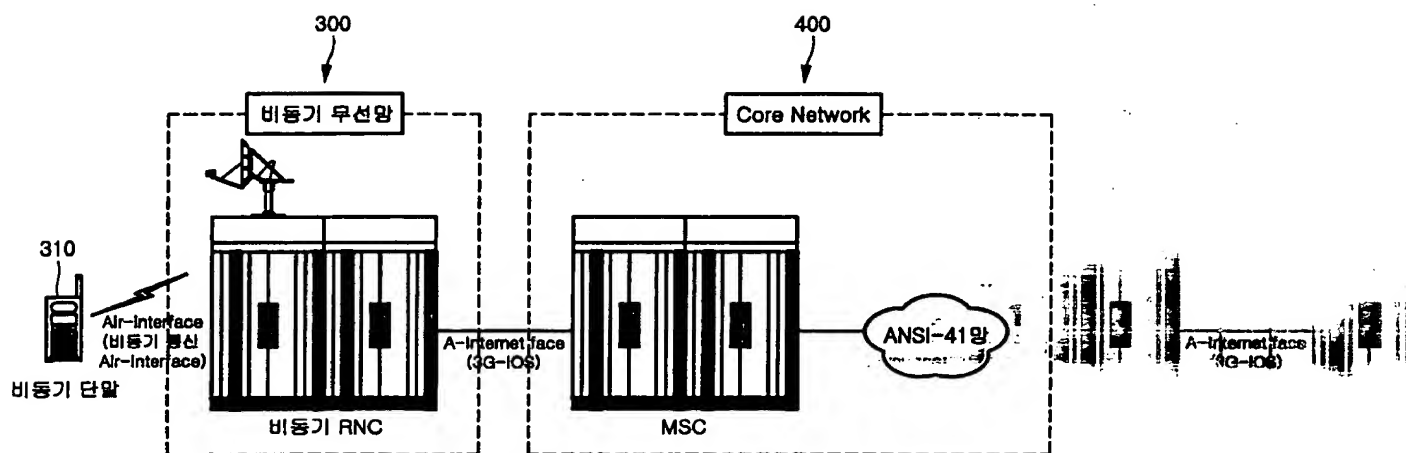 300
400
비동기 무선망
Core Network
310
Air-Interface
(비동기 통신
Air-Interface)
비동기 단말
A-Internet face
(3G-IOS)
ANSI-41망
A-Internet face
(3G-IOS)
비동기 RNC
MSC